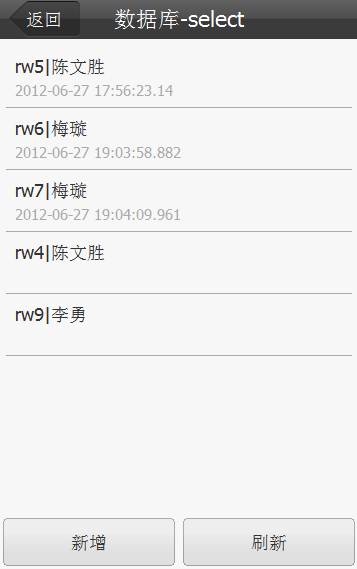 返回
数据库-select
rw5|陈文胜
2012-06-27 17:56:23.14
rw6|梅璇
2012-06-27 19:03:58.882
rw7|梅璇
2012-06-27 19:04:09.961
rw4|陈文胜
rw9|李勇
新增
刷新